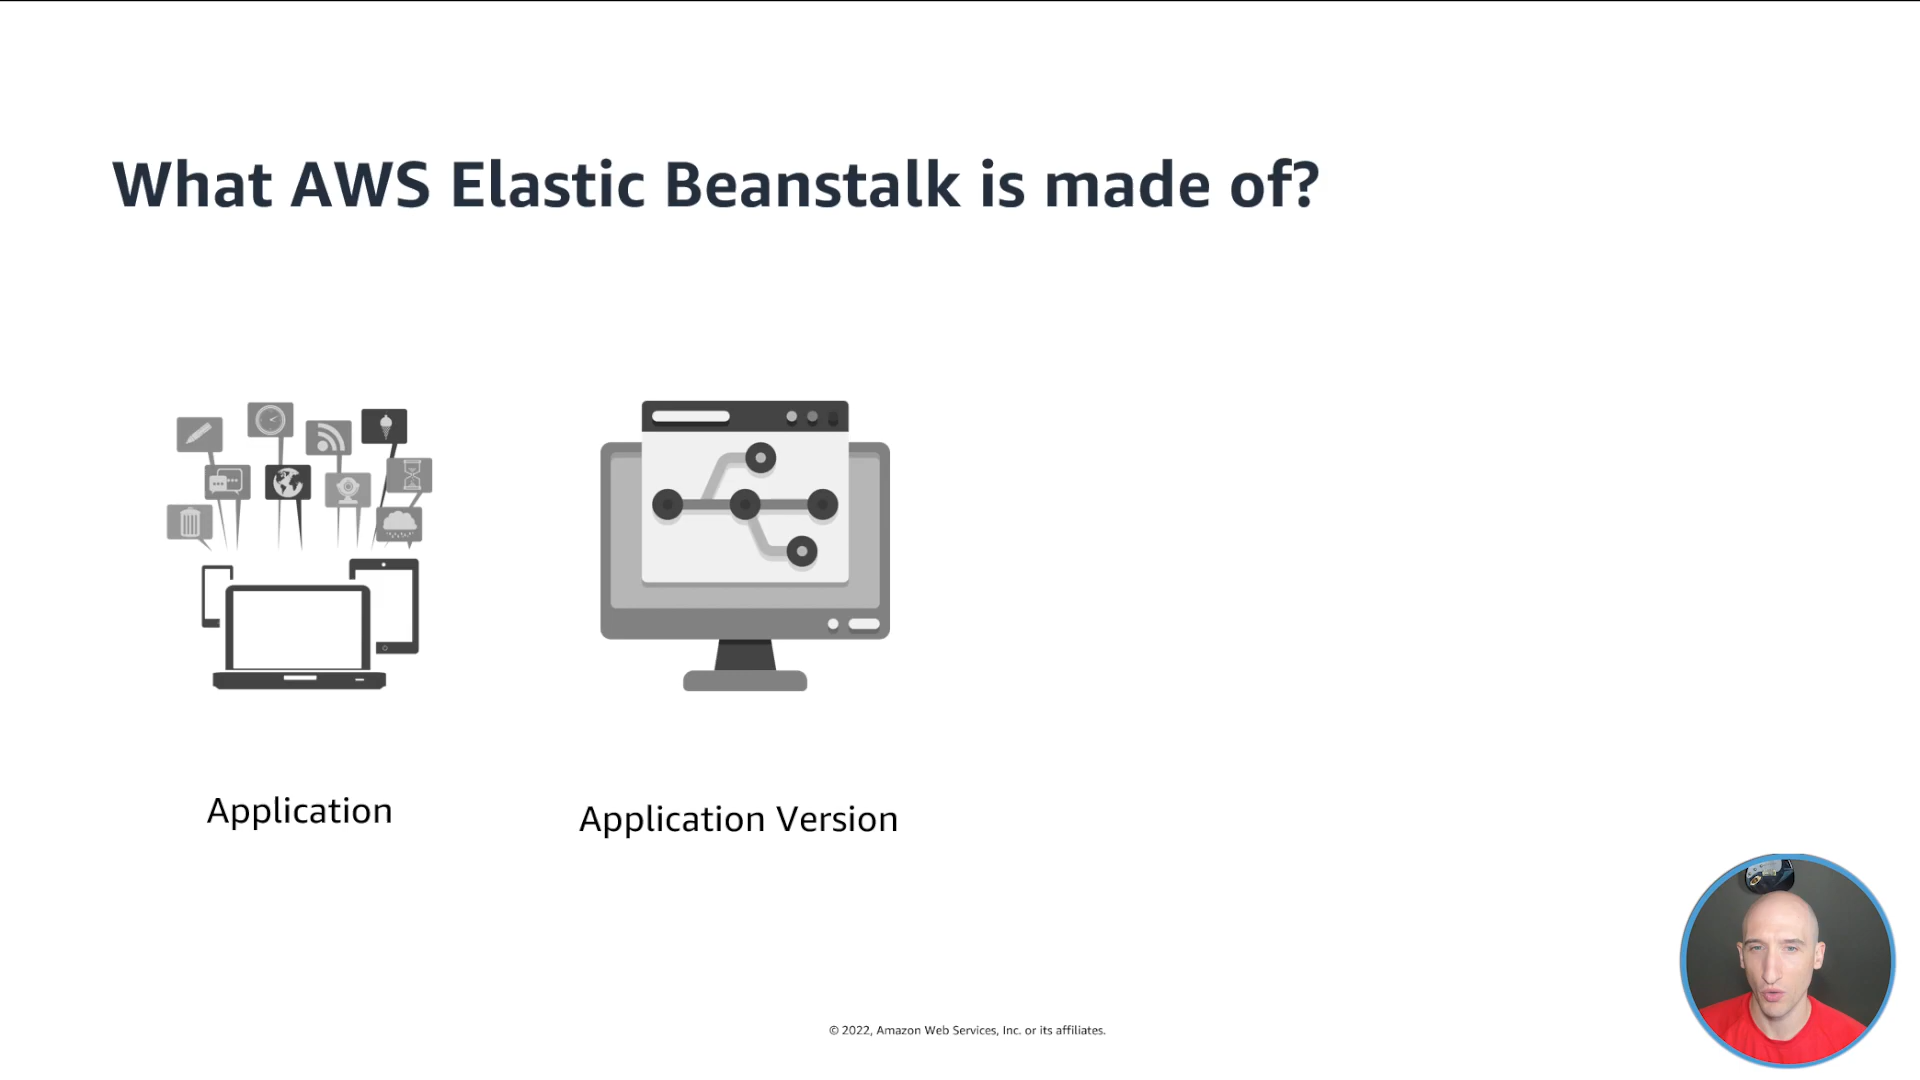 What AWS Elastic Beanstalk is made of?
Application
Application Version
© 2022, Amazon Web Services, Inc. or its affiliates.